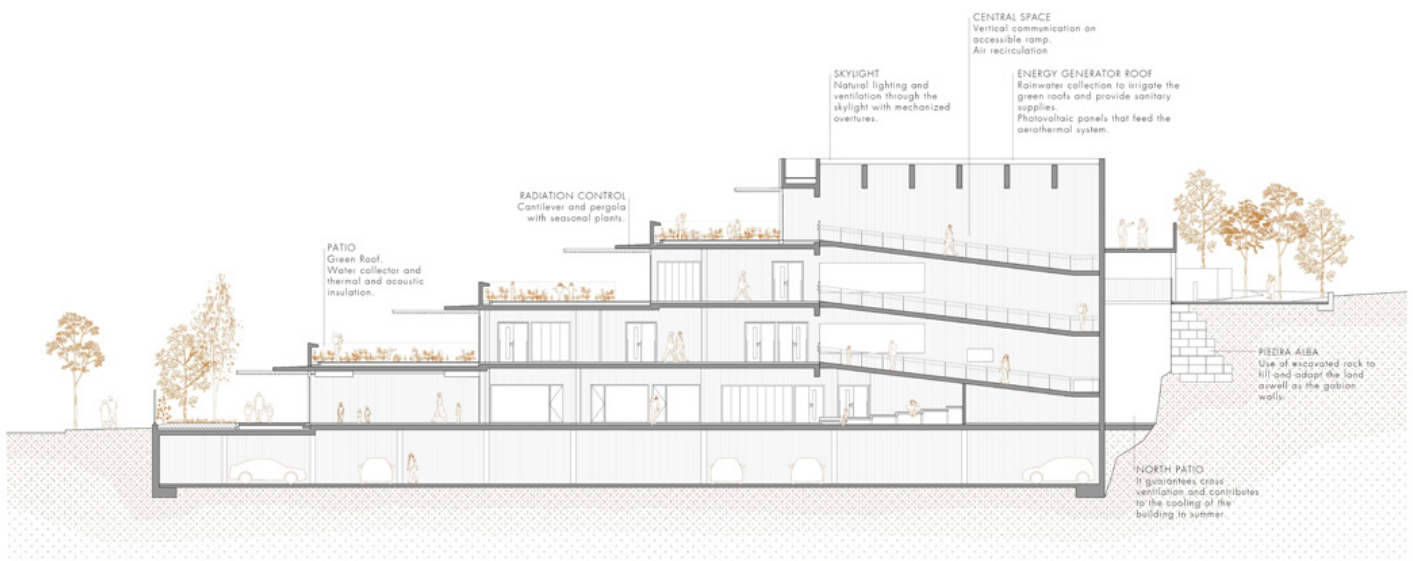 CENTRAL SPACE
Vertical communication on
accessible ramp.
Air recirculation
SKYLIGHT
Natural lighting and
ventilation through the
skylight with mechanized
overtures.
ENERGY GENERATOR ROOF
Rainwater collection to irrigate the
green roofs and provide sanitary
supplies.
Photovoltaic panels that feed the
aerothermal system.
RADIATION CONTROL
Cantilever and pergola
with seasonal plants.
PATIO
Green Roof.
Water collector and
thermal and acoustic
insulation.
PIEDRA ALBA
Use of excavated rock to
fill and adapt the land
aswell as the gabion
walls.
NORTH PATIO
It guarantees cross
ventilation and contributes
to the cooling of the
building in summer.